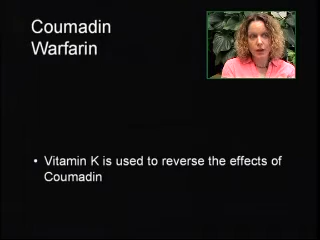 Coumadin
Warfarin
• Vitamin K is used to reverse the effects of
Coumadin